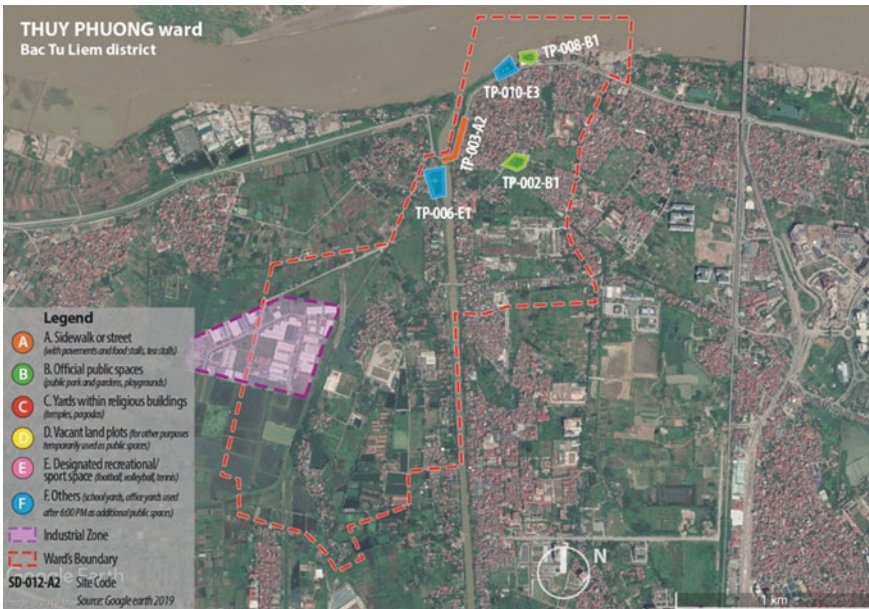 THUY PHUONG ward
Bac Tu Liem district
TP-008-B1
TP-010-E3
TP-003-A2
TP-002-B1
TP-006-E1
Legend
A
A. Sidewalk or street
(with pavements and food stalls, tea stalls)
B
B. Official public spaces
(public park and gardens, playgrounds)
C
C. Yards within religious buildings
(temples, pagodas)
D
D. Vacant land plots (for other purposes
temporarily used as public spaces)
E
E. Designated recreational/
sport space (football, volleyball, tennis)
F
F. Others (school yards, office yards used
after 6:00 PM as additional public spaces)
Industrial Zone
Ward's Boundary
Google Earth
SD-012-A2 Site Code
Source: Google earth 2019
N
1 km